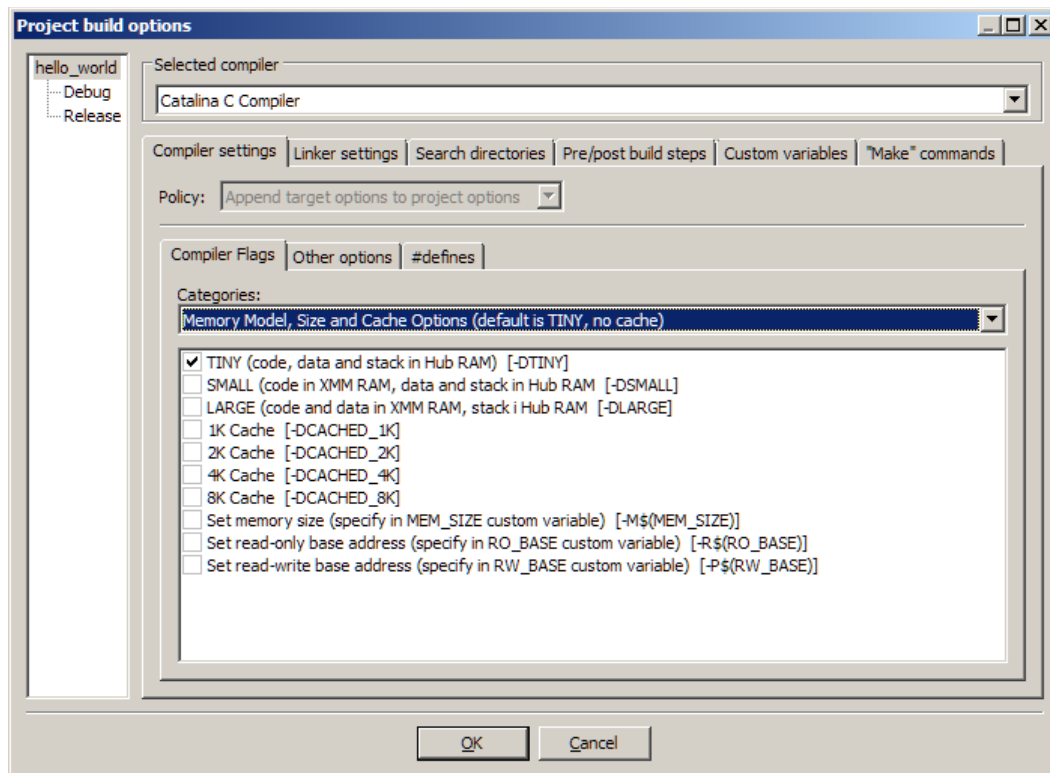 Project build options
hello_world
Debug
Release
Selected compiler
Catalina C Compiler
Compiler settings Linker settings Search directories Pre/post build steps Custom variables "Make" commands
Policy: Append target options to project options
Compiler Flags Other options #defines
Categories:
Memory Model, Size and Cache Options (default is TINY, no cache)
TINY (code, data and stack in Hub RAM) [-DTINY]
SMALL (code in XMM RAM, data and stack in Hub RAM [-DSMALL]
LARGE (code and data in XMM RAM, stack i Hub RAM [-DLARGE]
1K Cache [-DCACHED_1K]
2K Cache [-DCACHED_2K]
4K Cache [-DCACHED_4K]
8K Cache [-DCACHED_8K]
Set memory size (specify in MEM_SIZE custom variable) [-M$(MEM_SIZE)]
Set read-only base address (specify in RO_BASE custom variable) [-R$(RO_BASE)]
Set read-write base address (specify in RW_BASE custom variable) [-P$(RW_BASE)]
OK Cancel